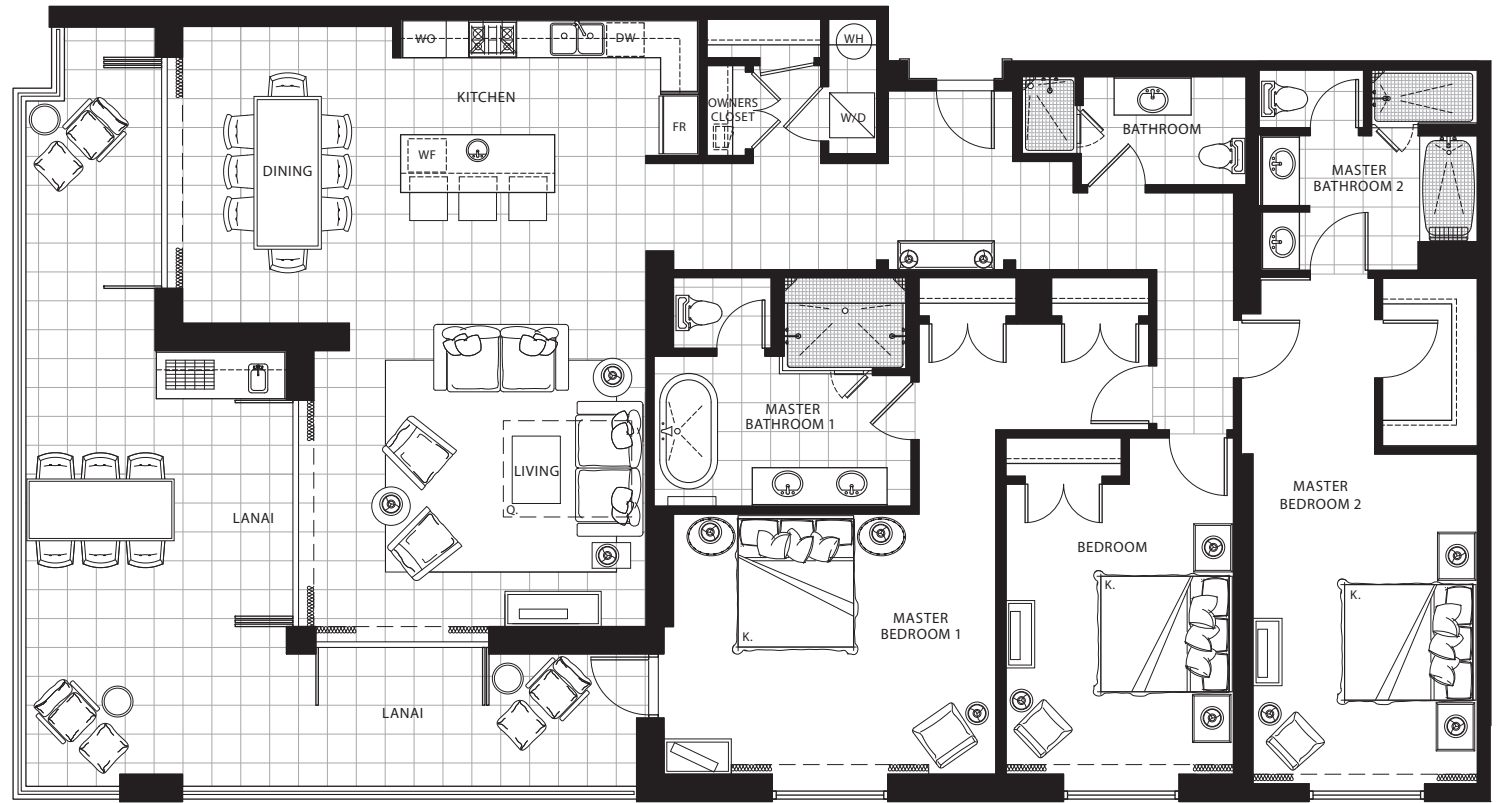 WO
DW
WH
KITCHEN
OWNERS
CLOSET
FR
W/D
BATHROOM
WF
DINING
MASTER
BATHROOM 2
MASTER
BATHROOM 1
LIVING
Q.
LANAI
MASTER
BEDROOM 2
BEDROOM
K.
K.
MASTER
BEDROOM 1
K.
LANAI